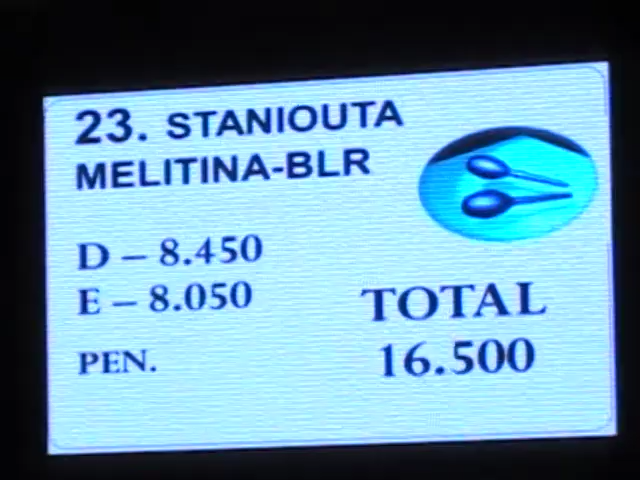 23. STANIOUTA
MELITINA-BLR
D – 8.450
E – 8.050
PEN.
TOTAL
16.500